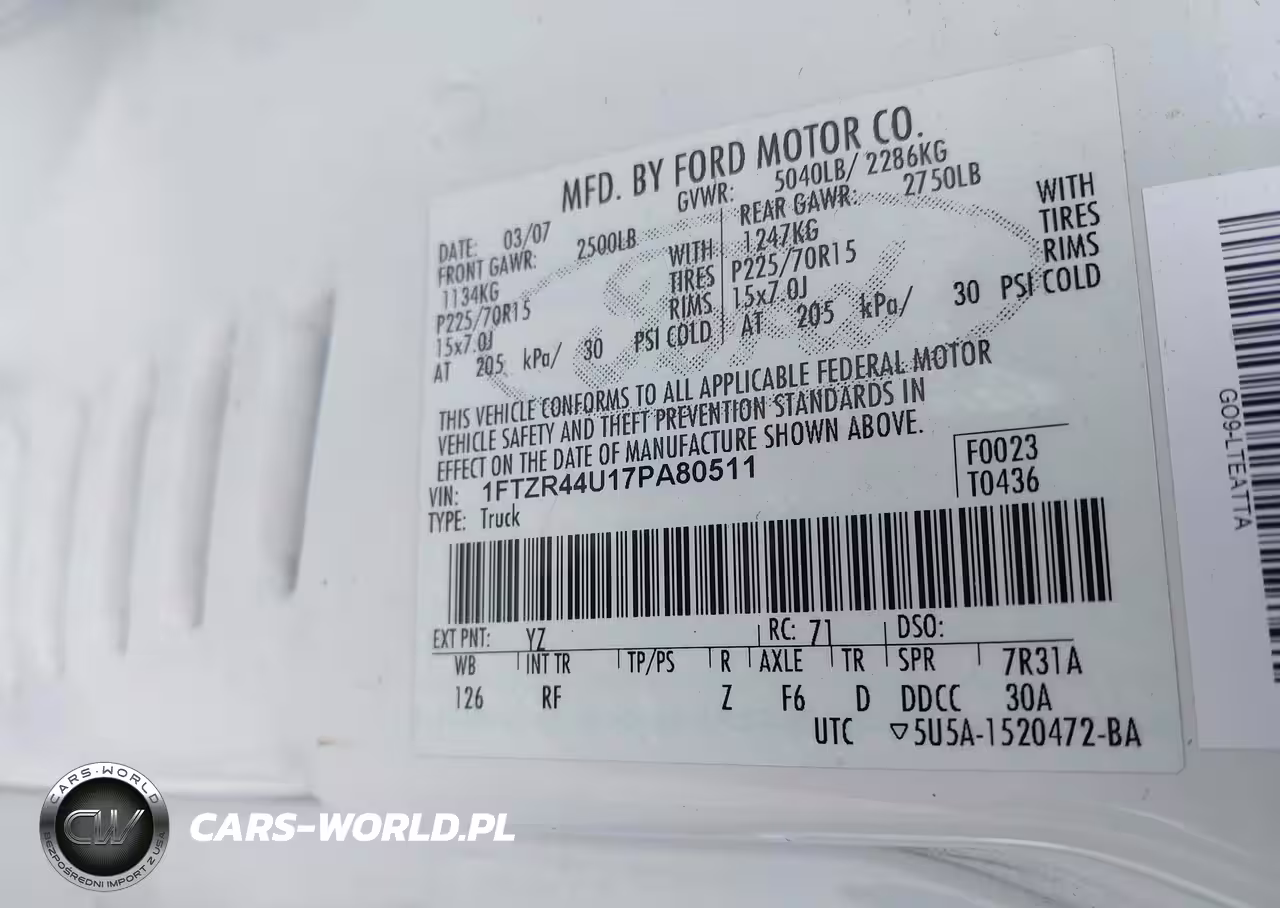 MFD. BY FORD MOTOR CO.
DATE: 03/07 GVWR: 5040LB/ 2286KG
FRONT GAWR: 2500LB
1134KG WITH
P225/70R15 TIRES
15x7.0J RIMS
AT 205 kPa/ 30 PSI COLD
REAR GAWR: 2750LB
1247KG WITH
P225/70R15 TIRES
15x7.0J RIMS
AT 205 kPa/ 30 PSI COLD
THIS VEHICLE CONFORMS TO ALL APPLICABLE FEDERAL MOTOR
VEHICLE SAFETY AND THEFT PREVENTION STANDARDS IN
EFFECT ON THE DATE OF MANUFACTURE SHOWN ABOVE.
VIN: 1FTZR44U17PA80511
F0023
T0436
TYPE: Truck
EXT PNT: YZ RC: 71 DSO:
WB INT TR TP/PS R AXLE TR SPR 7R31A
126 RF Z F6 D DDCC 30A
UTC ▽5U5A-1520472-BA
G09-LTEATTA
CARS-WORLD
CW
BEZPOŚREDNI IMPORT Z USA
CARS-WORLD.PL